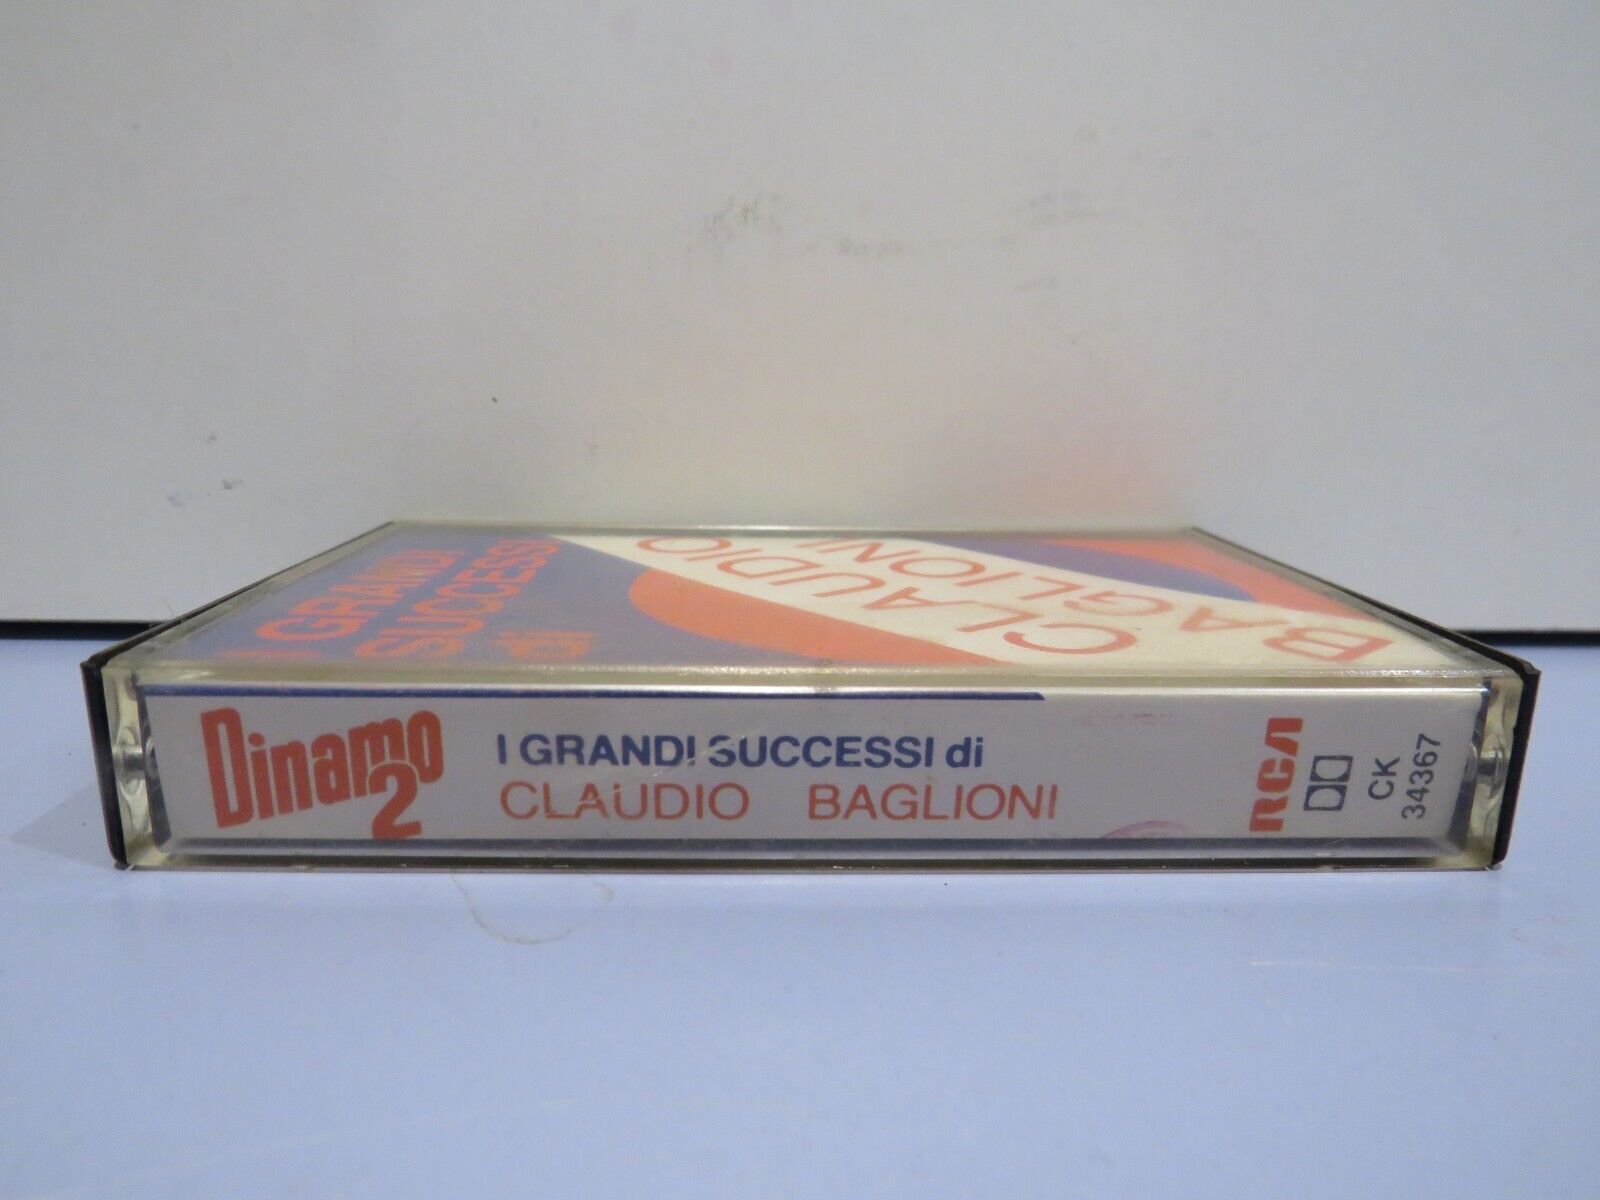 I GRANDI
SUCCESSI
di
CLAUDIO
BAGLIONI
Dinamo
2
I GRANDI SUCCESSI di
CLAUDIO BAGLIONI
RCA
CK
34367